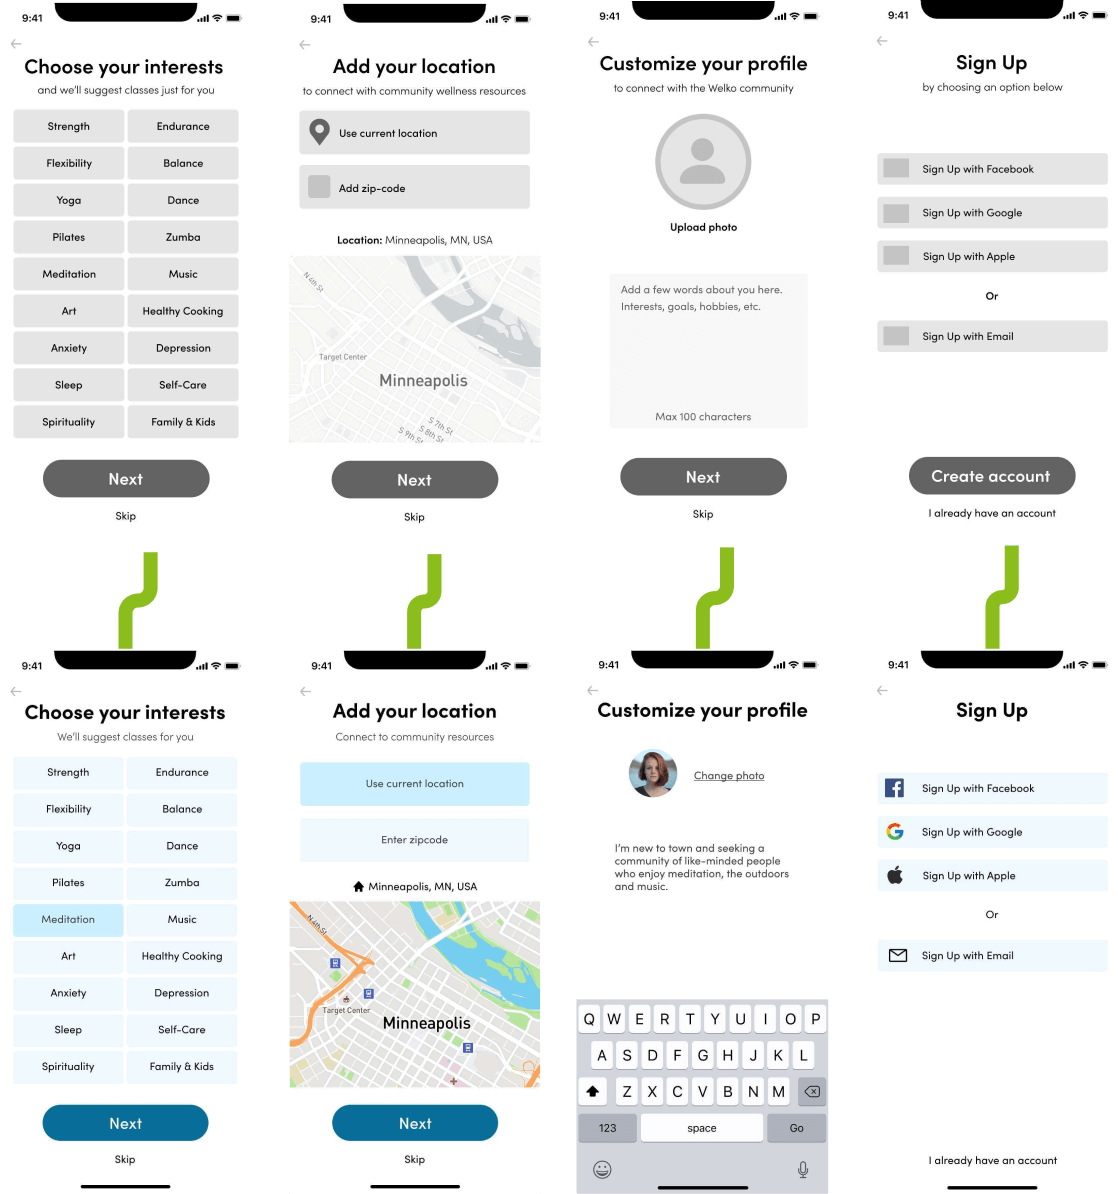 9:41
Choose your interests
and we'll suggest classes just for you
Strength
Endurance
Flexibility
Balance
Yoga
Dance
Pilates
Zumba
Meditation
Music
Art
Healthy Cooking
Anxiety
Depression
Sleep
Self-Care
Spirituality
Family & Kids
Next
Skip
9:41
Add your location
to connect with community wellness resources
Use current location
Add zip-code
Location: Minneapolis, MN, USA
N 4th St
Target Center
Minneapolis
S 7th St
S 8th St
S 9th St
Next
Skip
9:41
Customize your profile
to connect with the Welko community
Upload photo
Add a few words about you here.
Interests, goals, hobbies, etc.
Max 100 characters
Next
Skip
9:41
Sign Up
by choosing an option below
Sign Up with Facebook
Sign Up with Google
Sign Up with Apple
Or
Sign Up with Email
Create account
I already have an account
9:41
Choose your interests
We'll suggest classes for you
Strength
Endurance
Flexibility
Balance
Yoga
Dance
Pilates
Zumba
Meditation
Music
Art
Healthy Cooking
Anxiety
Depression
Sleep
Self-Care
Spirituality
Family & Kids
Next
Skip
9:41
Add your location
Connect to community resources
Use current location
Enter zipcode
Minneapolis, MN, USA
N 4th St
Target Center
Minneapolis
Next
Skip
9:41
Customize your profile
Change photo
I'm new to town and seeking a
community of like-minded people
who enjoy meditation, the outdoors
and music.
Q W E R T Y U I O P
A S D F G H J K L
Z X C V B N M
123 space Go
9:41
Sign Up
Sign Up with Facebook
Sign Up with Google
Sign Up with Apple
Or
Sign Up with Email
I already have an account